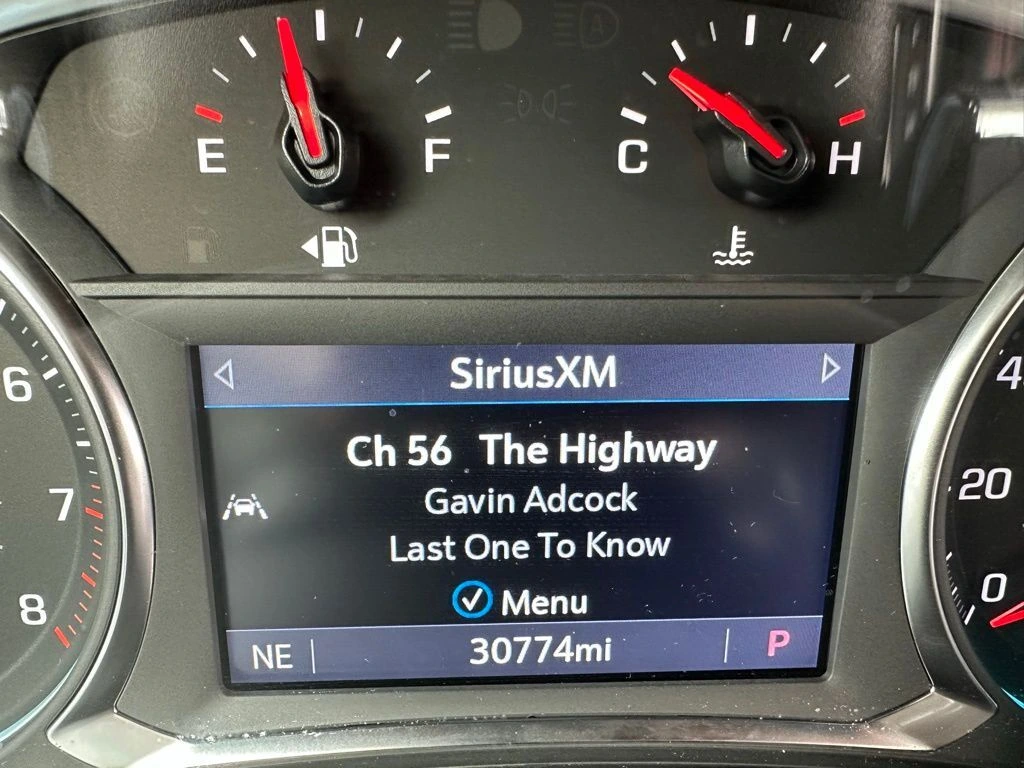 E F C H
SiriusXM
Ch 56 The Highway
Gavin Adcock
Last One To Know
Menu
NE 30774mi P
6
7
8
4
20
0